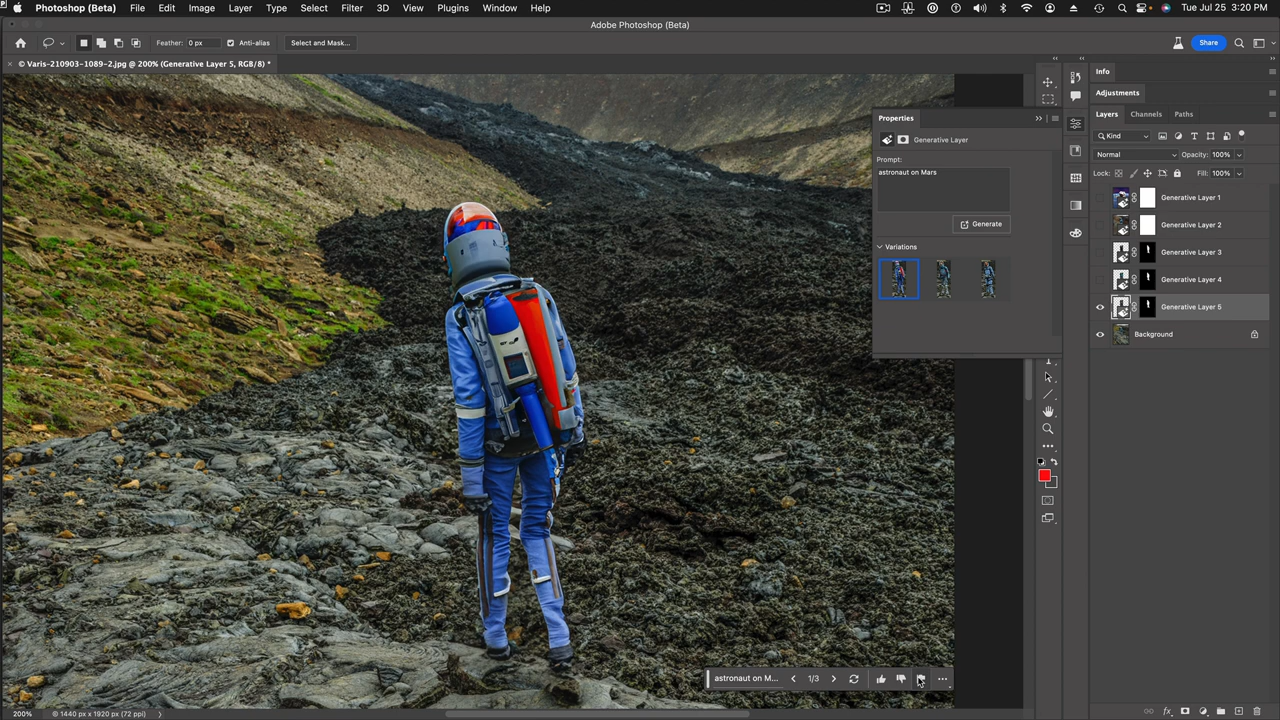 Photoshop (Beta) File Edit Image Layer Type Select Filter 3D View Plugins Window Help Tue Jul 25 3:20 PM
Adobe Photoshop (Beta)
Feather: 0 px Anti-alias Select and Mask... Share
© Varis-210903-1089-2.jpg @ 200% (Generative Layer 5, RGB/8) *
Info
Adjustments
Properties
Layers Channels Paths
Kind
Generative Layer
Normal Opacity: 100%
Prompt:
astronaut on Mars
Lock: Fill: 100%
Generative Layer 1
Generate
Generative Layer 2
Variations
Generative Layer 3
Generative Layer 4
Generative Layer 5
Background
astronaut on M... 1/3
200% 1440 px x 1920 px (72 ppi)
fx